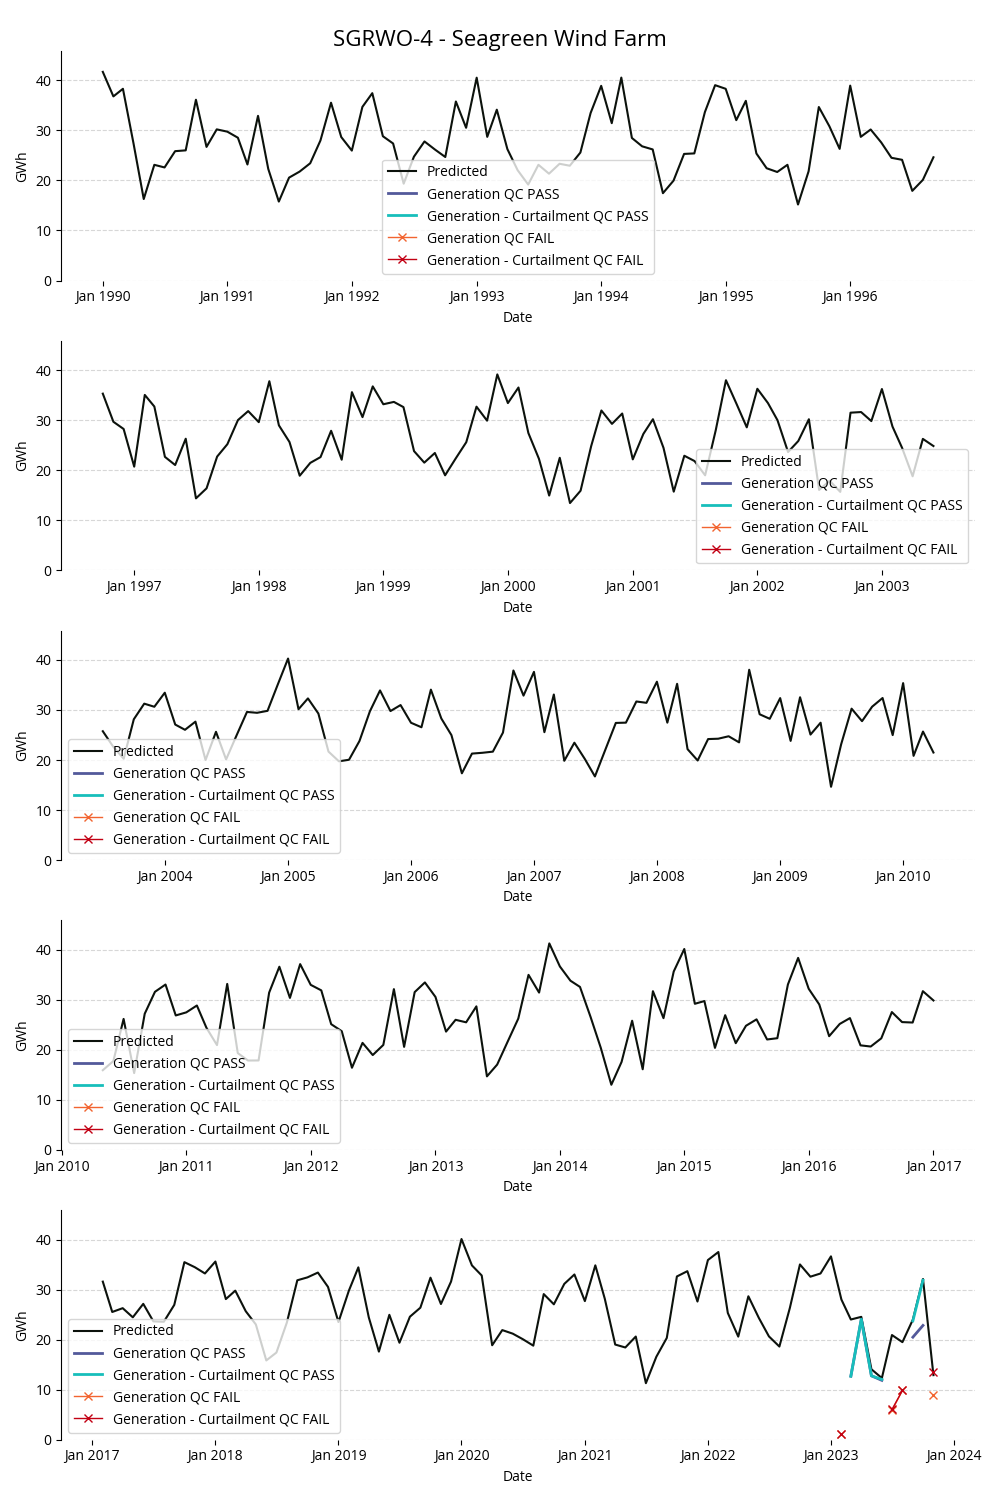 SGRWO-4 - Seagreen Wind Farm
40
30
20
10
0
GWh
Predicted
Generation QC PASS
Generation - Curtailment QC PASS
Generation QC FAIL
Generation - Curtailment QC FAIL
Jan 1990 Jan 1991 Jan 1992 Jan 1993 Jan 1994 Jan 1995 Jan 1996
Date
40
30
20
10
0
GWh
Predicted
Generation QC PASS
Generation - Curtailment QC PASS
Generation QC FAIL
Generation - Curtailment QC FAIL
Jan 1997 Jan 1998 Jan 1999 Jan 2000 Jan 2001 Jan 2002 Jan 2003
Date
40
30
20
10
0
GWh
Predicted
Generation QC PASS
Generation - Curtailment QC PASS
Generation QC FAIL
Generation - Curtailment QC FAIL
Jan 2004 Jan 2005 Jan 2006 Jan 2007 Jan 2008 Jan 2009 Jan 2010
Date
40
30
20
10
0
GWh
Predicted
Generation QC PASS
Generation - Curtailment QC PASS
Generation QC FAIL
Generation - Curtailment QC FAIL
Jan 2010 Jan 2011 Jan 2012 Jan 2013 Jan 2014 Jan 2015 Jan 2016 Jan 2017
Date
40
30
20
10
0
GWh
Predicted
Generation QC PASS
Generation - Curtailment QC PASS
Generation QC FAIL
Generation - Curtailment QC FAIL
Jan 2017 Jan 2018 Jan 2019 Jan 2020 Jan 2021 Jan 2022 Jan 2023 Jan 2024
Date